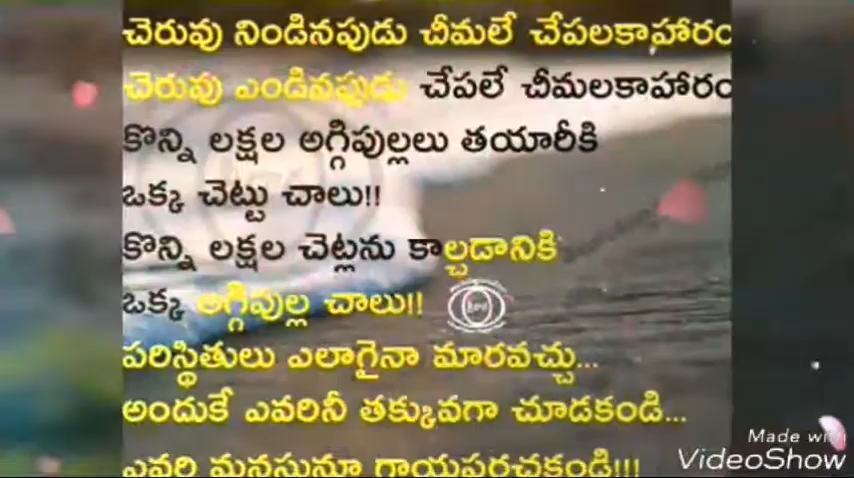 చెరువు నిండినపుడు చీమలే చేపలకాహారం
చెరువు ఎండినపుడు చేపలే చీమలకాహారం
కొన్ని లక్షల అగ్గిపుల్లలు తయారీకి
ఒక్క చెట్టు చాలు!!
కొన్ని లక్షల చెట్లను కాల్చడానికి
ఒక్క అగ్గిపుల్ల చాలు!!
పరిస్థితులు ఎలాగైనా మారవచ్చు...
అందుకే ఎవరినీ తక్కువగా చూడకండి...
ఎవరి మనసునూ గాయపరచకండి!!!
Made with
VideoShow